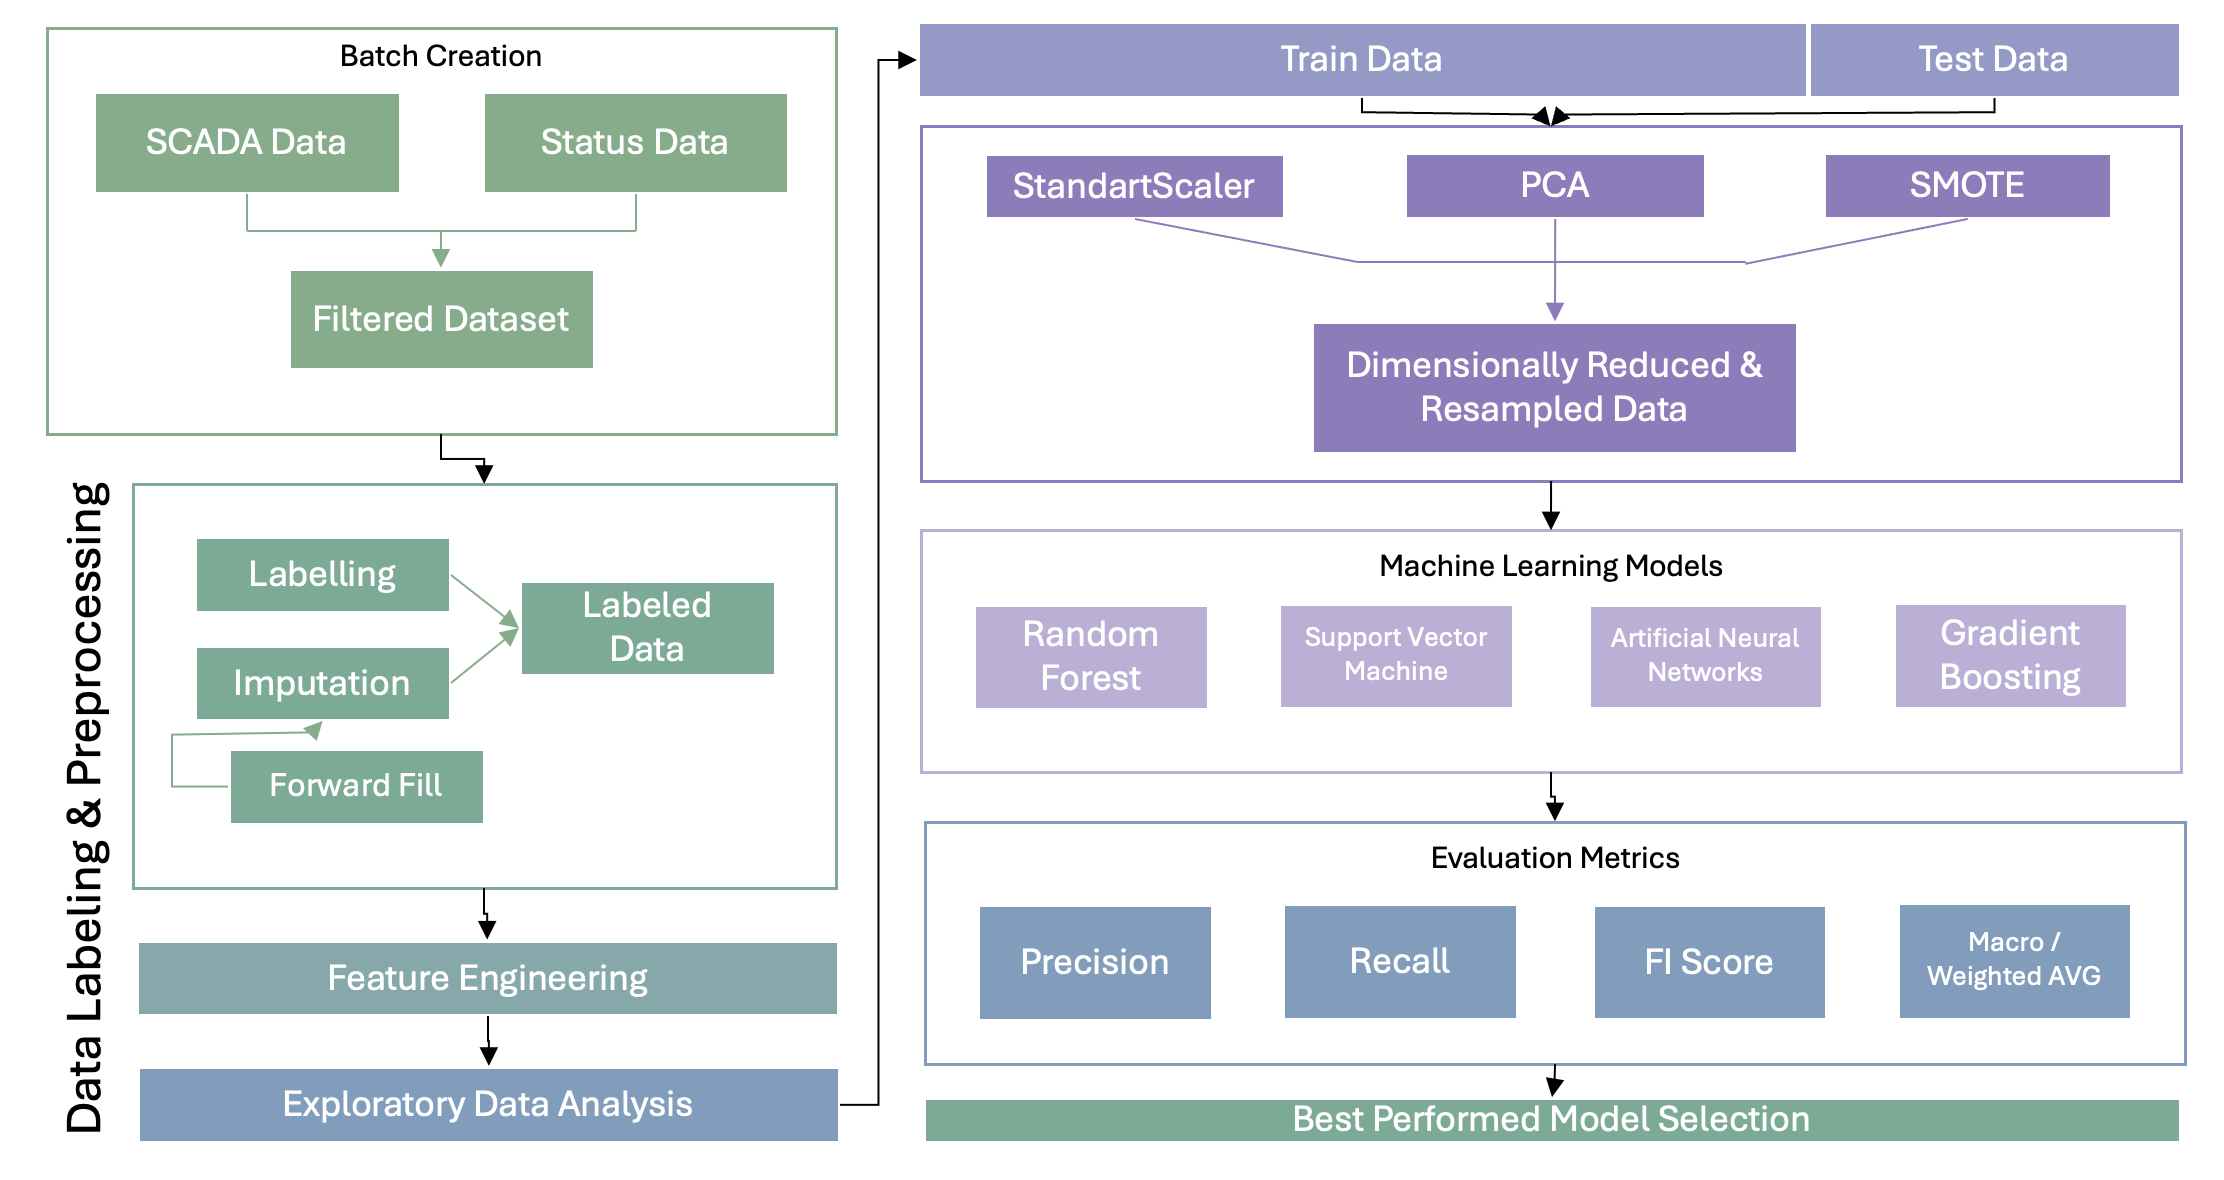 Batch Creation
SCADA Data
Status Data
Filtered Dataset
Data Labeling & Preprocessing
Labelling
Labeled
Data
Imputation
Forward Fill
Feature Engineering
Exploratory Data Analysis
Train Data
Test Data
StandartScaler
PCA
SMOTE
Dimensionally Reduced &
Resampled Data
Machine Learning Models
Random
Forest
Support Vector
Machine
Artificial Neural
Networks
Gradient
Boosting
Evaluation Metrics
Precision
Recall
FI Score
Macro /
Weighted AVG
Best Performed Model Selection